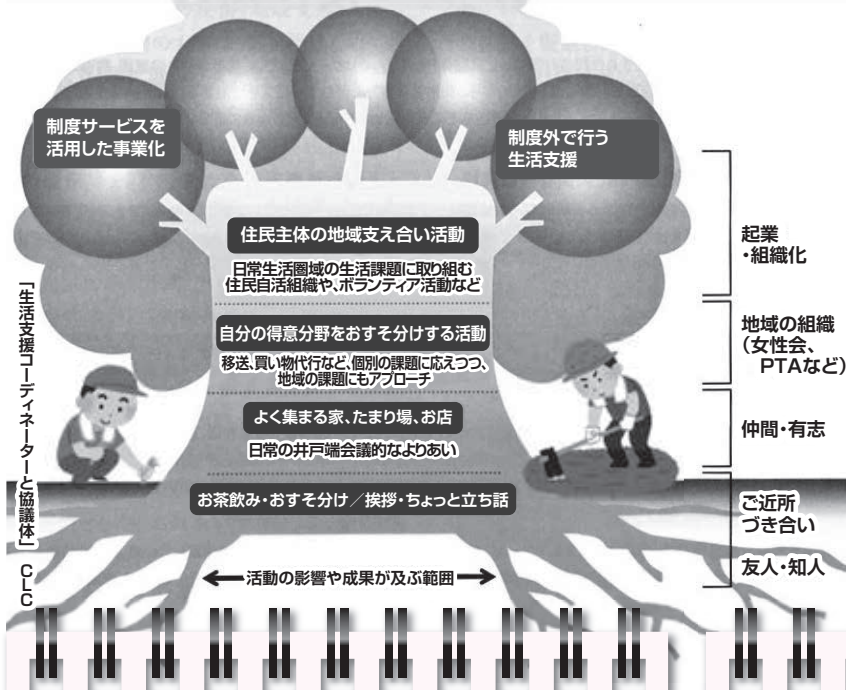 制度サービスを
活用した事業化
制度外で行う
生活支援
住民主体の地域支え合い活動
日常生活圏域の生活課題に取り組む
住民自活組織や、ボランティア活動など
自分の得意分野をおすそ分けする活動
移送、買い物代行など、個別の課題に応えつつ、
地域の課題にもアプローチ
よく集まる家、たまり場、お店
日常の井戸端会議的なよりあい
お茶飲み・おすそ分け/挨拶・ちょっと立ち話
活動の影響や成果が及ぶ範囲
起業
・組織化
地域の組織
(女性会、
PTAなど)
仲間・有志
ご近所
づき合い
友人・知人
「生活支援コーディネーターと協議体」 CLC